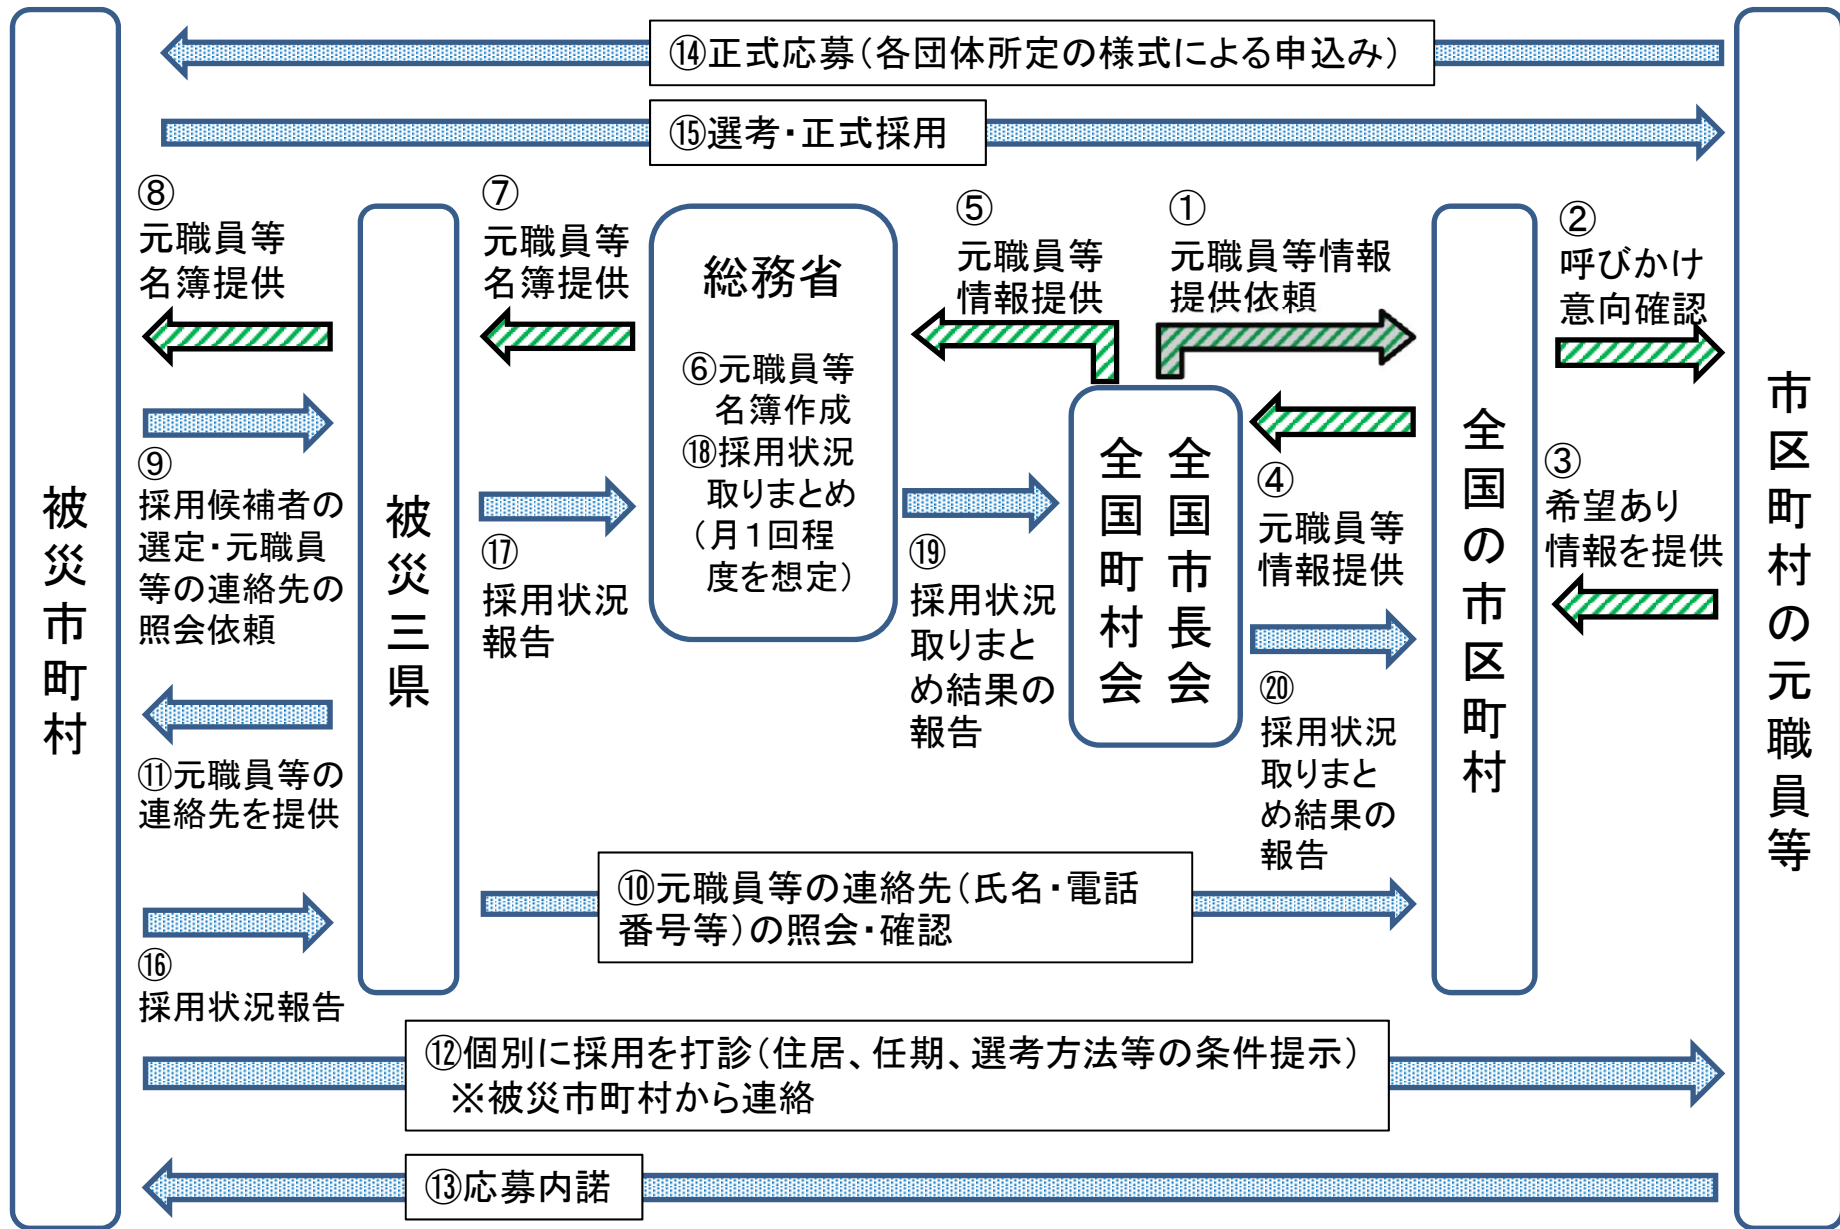 ⑭正式応募(各団体所定の様式による申込み)
⑮選考・正式採用
⑧
元職員等
名簿提供
⑦
元職員等
名簿提供
総務省
⑥元職員等
名簿作成
⑱採用状況
取りまとめ
(月1回程
度を想定)
⑤
元職員等
情報提供
①
元職員等情報
提供依頼
②
呼びかけ
意向確認
被災市町村
⑨
採用候補者の
選定・元職員
等の連絡先の
照会依頼
被災三県
⑰
採用状況
報告
⑲
採用状況
取りまと
め結果の
報告
全国市長会
全国町村会
④
元職員等
情報提供
全国の市区町村
③
希望あり
情報を提供
市区町村の元職員等
⑪元職員等の
連絡先を提供
⑳
採用状況
取りまと
め結果の
報告
⑩元職員等の連絡先(氏名・電話
番号等)の照会・確認
⑯
採用状況報告
⑫個別に採用を打診(住居、任期、選考方法等の条件提示)
※被災市町村から連絡
⑬応募内諾